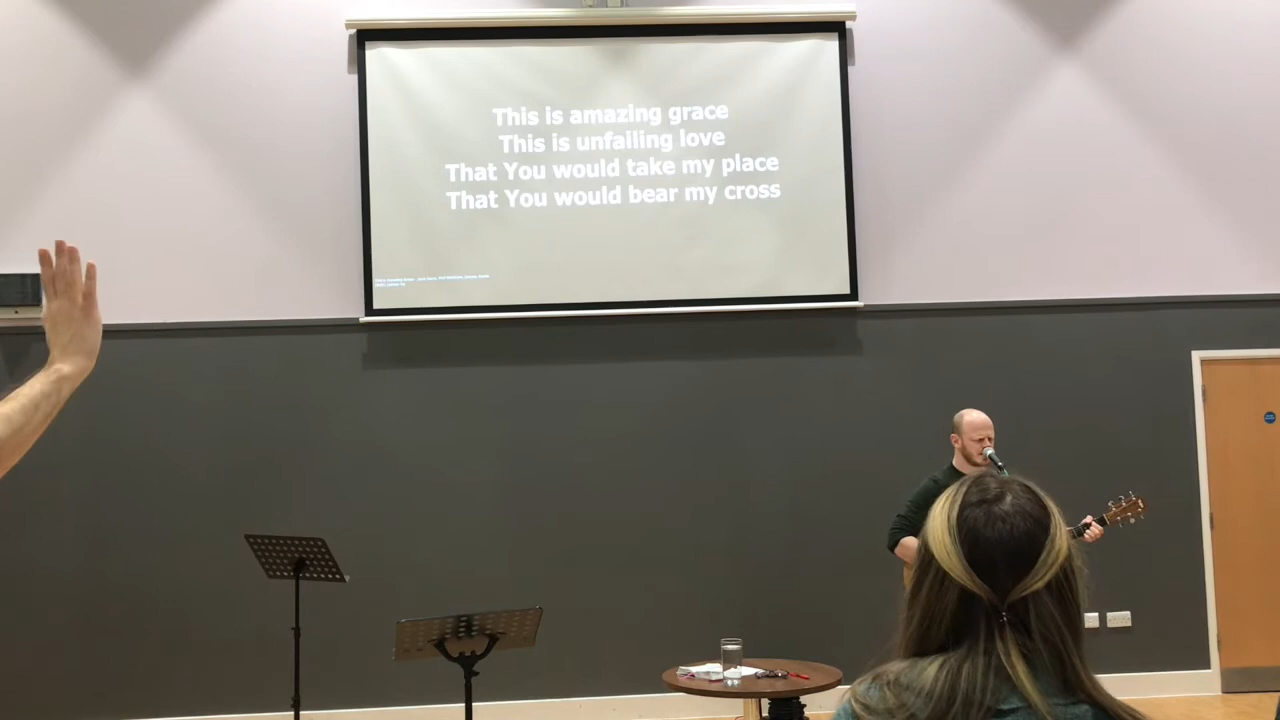 This is amazing grace
This is unfailing love
That You would take my place
That You would bear my cross